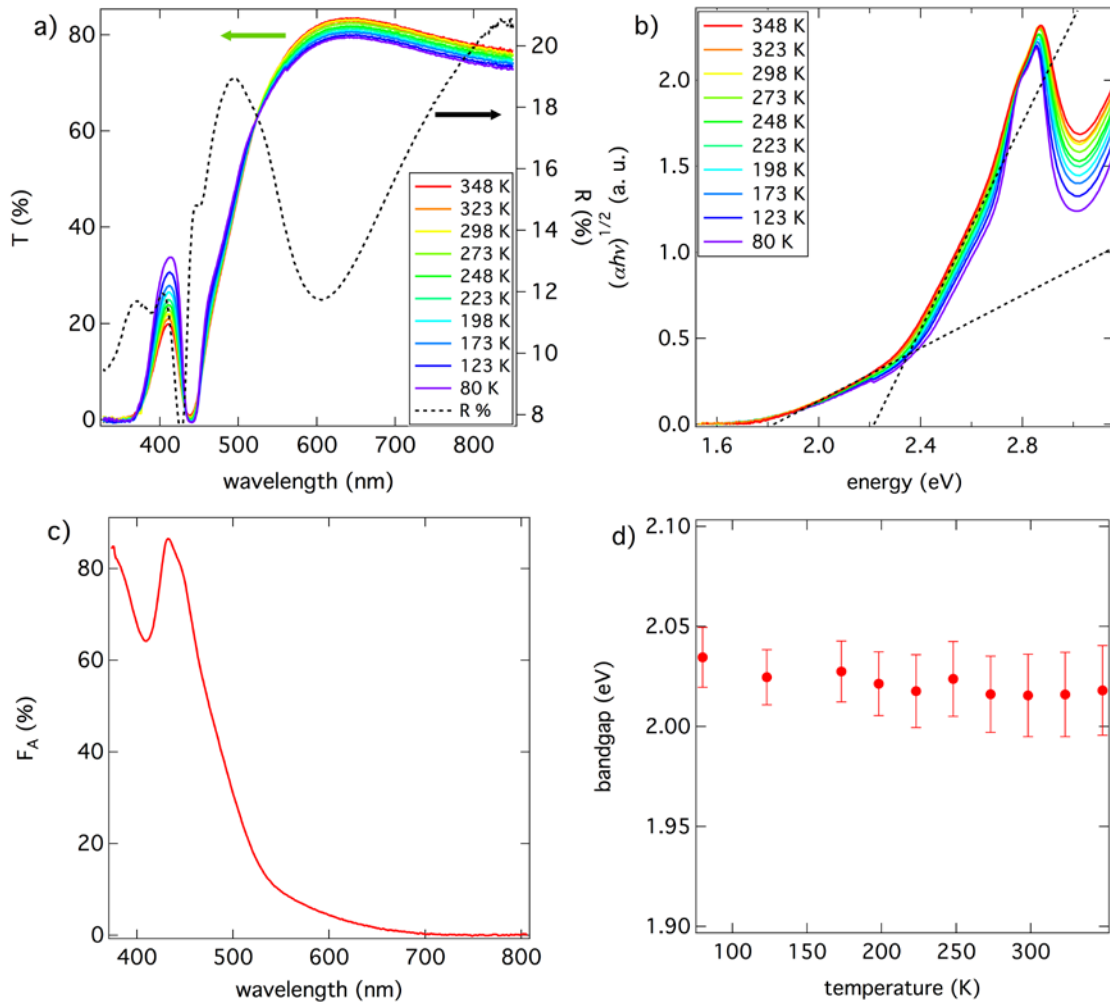 a)
T (%)
80
60
40
20
0
400 500 600 700 800
wavelength (nm)
20
18
16
14
12
10
8
R (%)
348 K
323 K
298 K
273 K
248 K
223 K
198 K
173 K
123 K
80 K
R %
b)
(αhν)^1/2 (a. u.)
2.0
1.5
1.0
0.5
0.0
1.6 2.0 2.4 2.8
energy (eV)
348 K
323 K
298 K
273 K
248 K
223 K
198 K
173 K
123 K
80 K
c)
F_A (%)
80
60
40
20
0
400 500 600 700 800
wavelength (nm)
d)
bandgap (eV)
2.10
2.05
2.00
1.95
1.90
100 150 200 250 300
temperature (K)